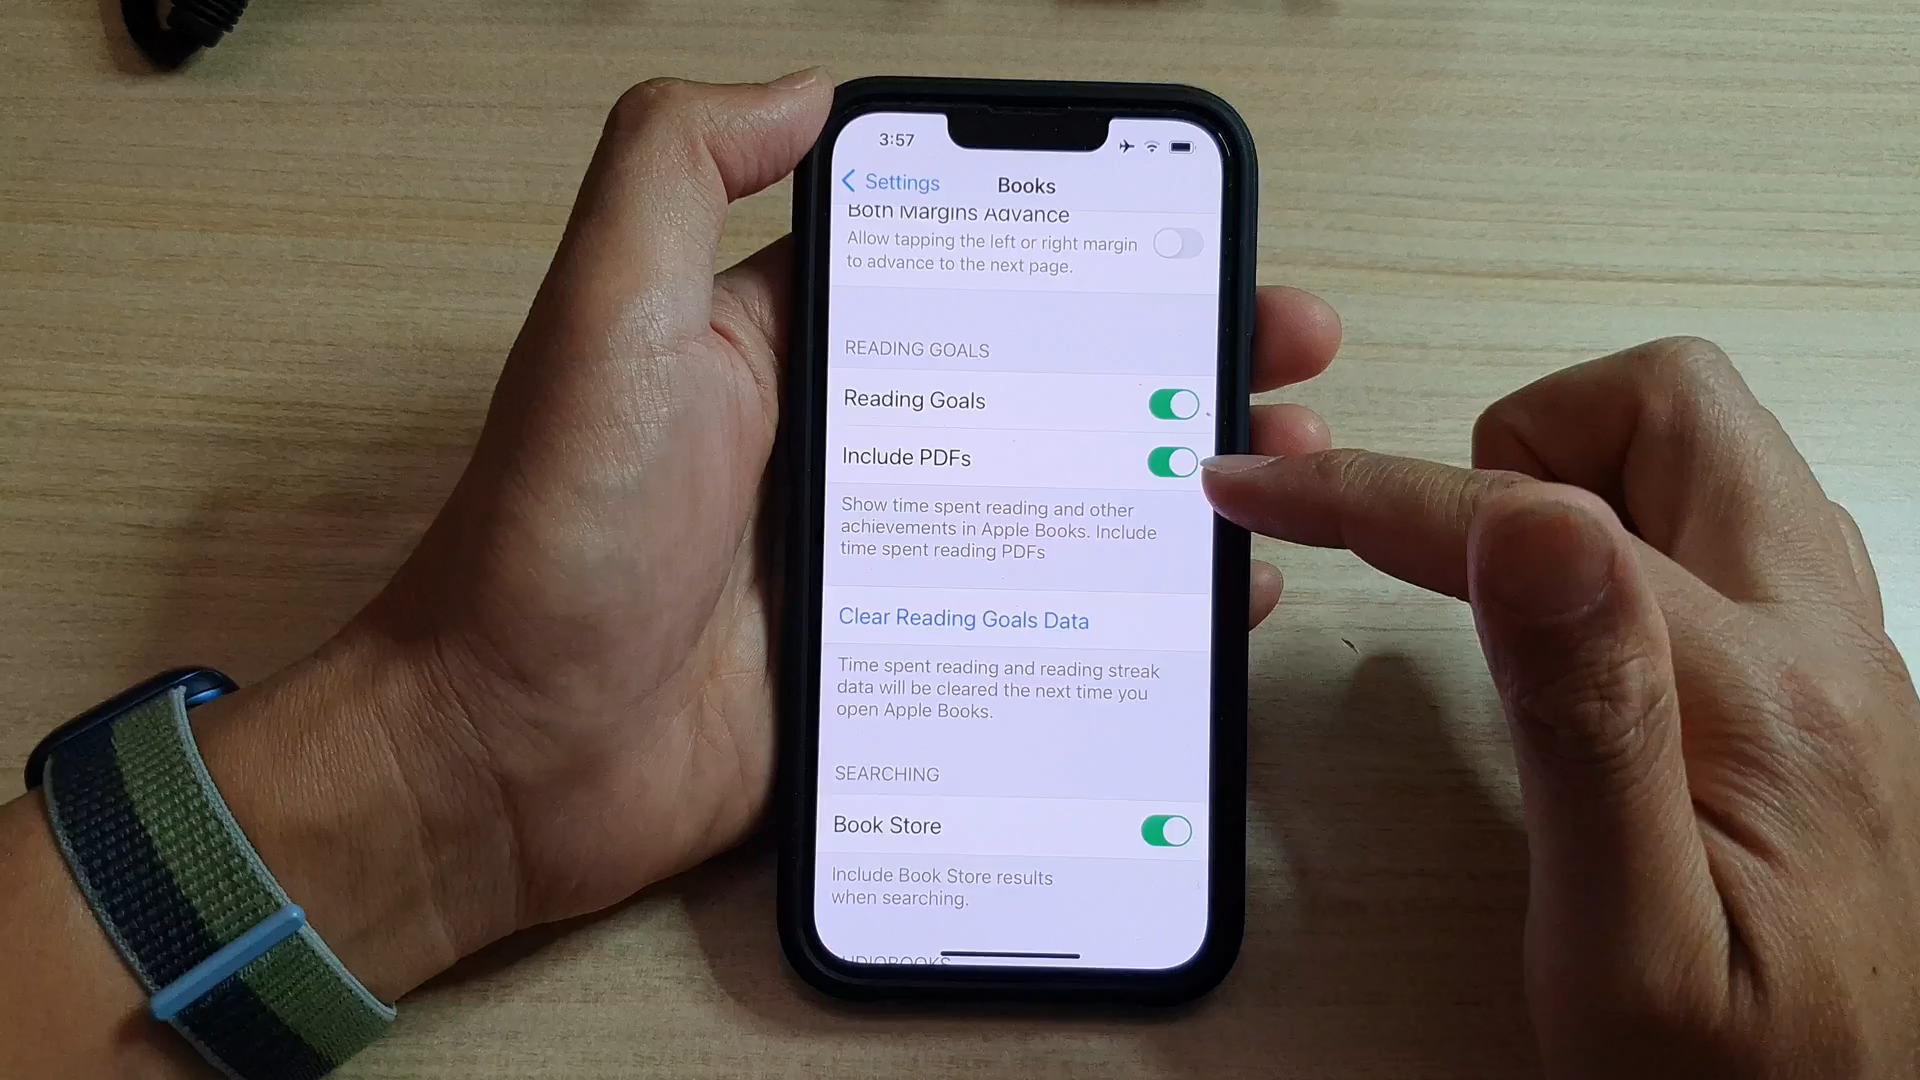 3:57
Settings
Books
Both Margins Advance
Allow tapping the left or right margin
to advance to the next page.
READING GOALS
Reading Goals
Include PDFs
Show time spent reading and other
achievements in Apple Books. Include
time spent reading PDFs
Clear Reading Goals Data
Time spent reading and reading streak
data will be cleared the next time you
open Apple Books.
SEARCHING
Book Store
Include Book Store results
when searching.
AUDIOBOOKS